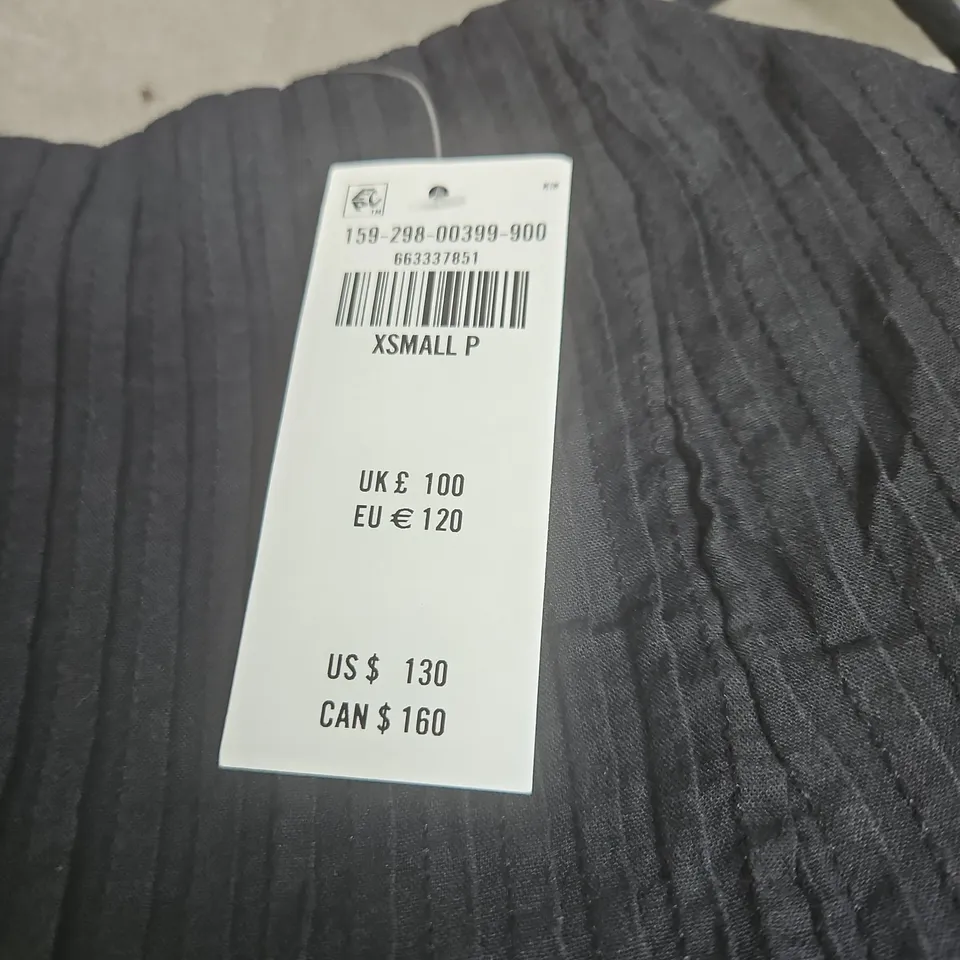 159-298-00399-900
663337851
XSMALL P
UK £ 100
EU € 120
US $ 130
CAN $ 160